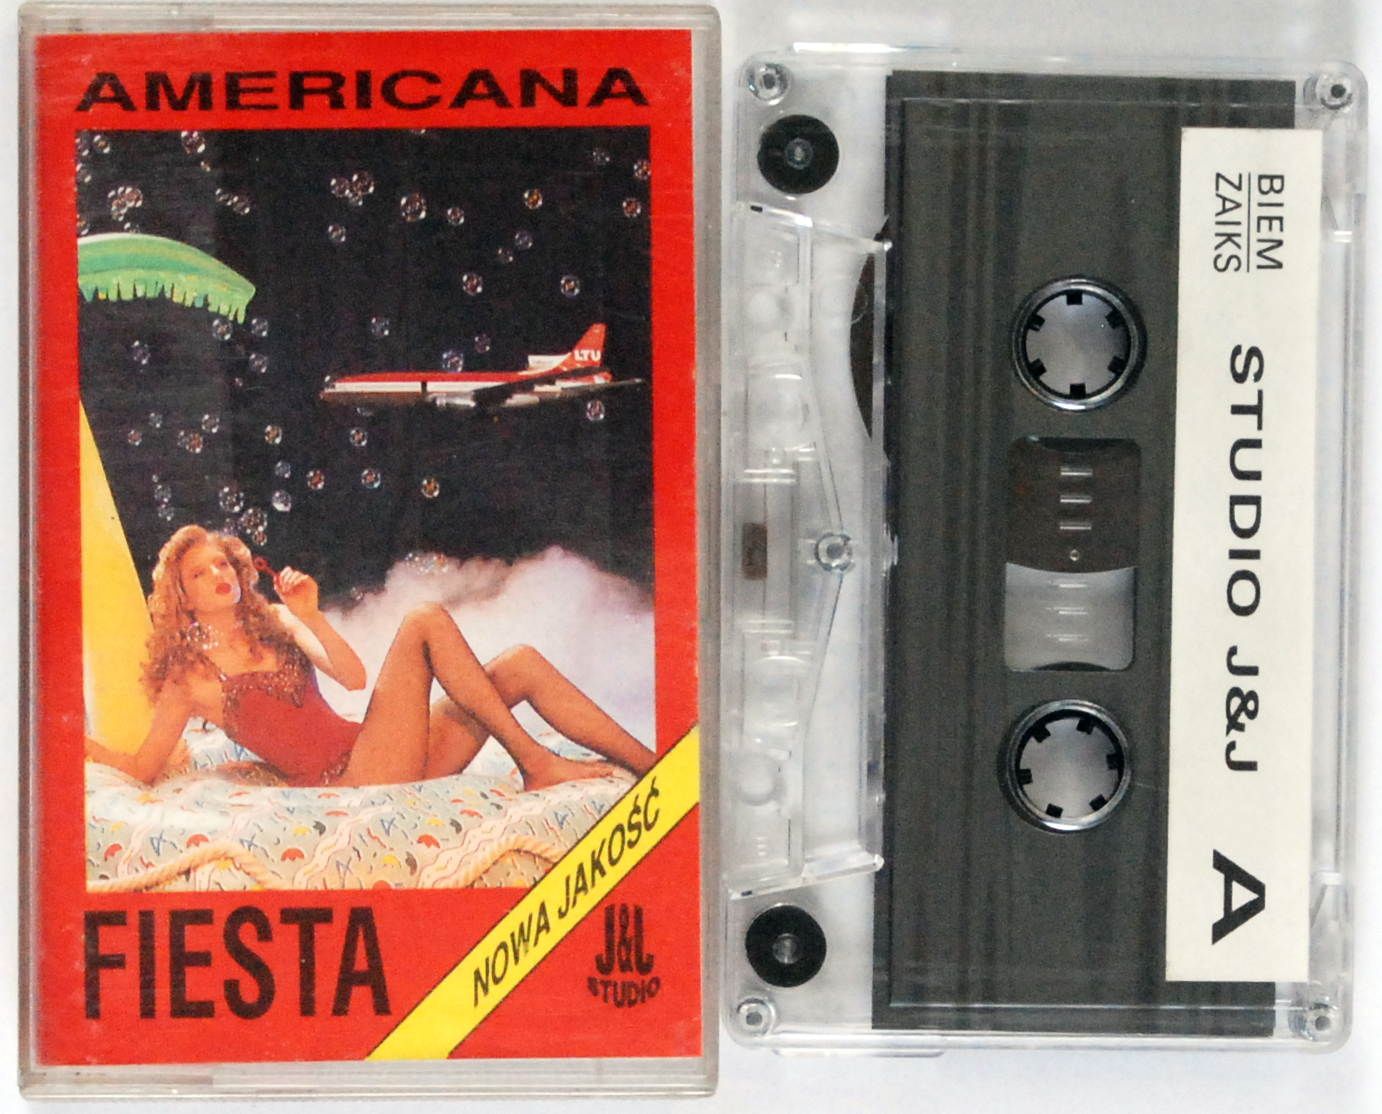 AMERICANA
LTU
FIESTA
NOWA JAKOŚĆ
J&J
STUDIO
BIEM
ZAIKS
STUDIO J&J
A